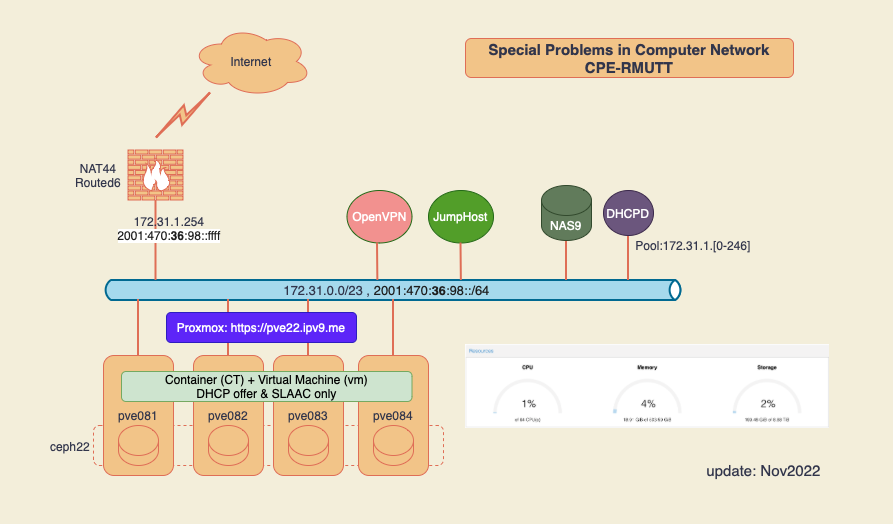 Special Problems in Computer Network
CPE-RMUTT
Internet
NAT44
Routed6
172.31.1.254
2001:470:36:98::ffff
OpenVPN
JumpHost
NAS9
DHCPD
Pool:172.31.1.[0-246]
172.31.0.0/23 , 2001:470:36:98::/64
Proxmox: https://pve22.ipv9.me
Container (CT) + Virtual Machine (vm)
DHCP offer & SLAAC only
pve081
pve082
pve083
pve084
ceph22
Resources
CPU
Memory
Storage
1%
4%
2%
of 64 CPU(s)
update: Nov2022